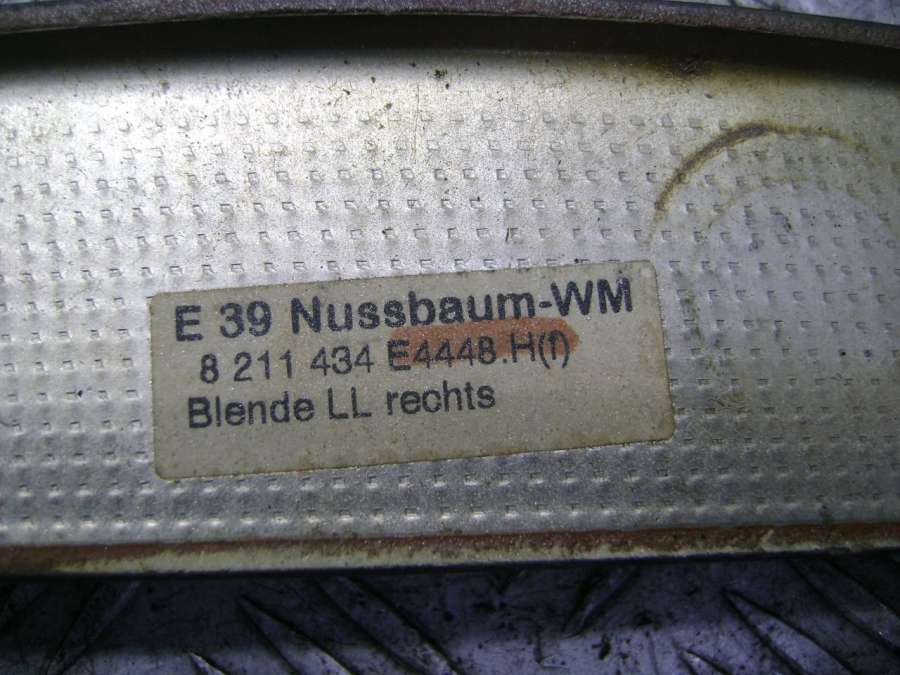 E 39 Nussbaum-WM
8 211 434 E4448.H(f)
Blende LL rechts